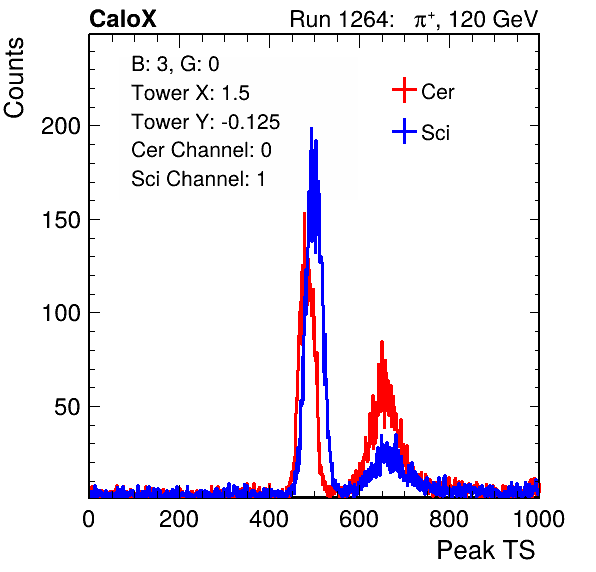 CaloX Run 1264: π⁺, 120 GeV
Counts
B: 3, G: 0
Tower X: 1.5
Tower Y: -0.125
Cer Channel: 0
Sci Channel: 1
Cer
Sci
200
150
100
50
0 200 400 600 800 1000
Peak TS